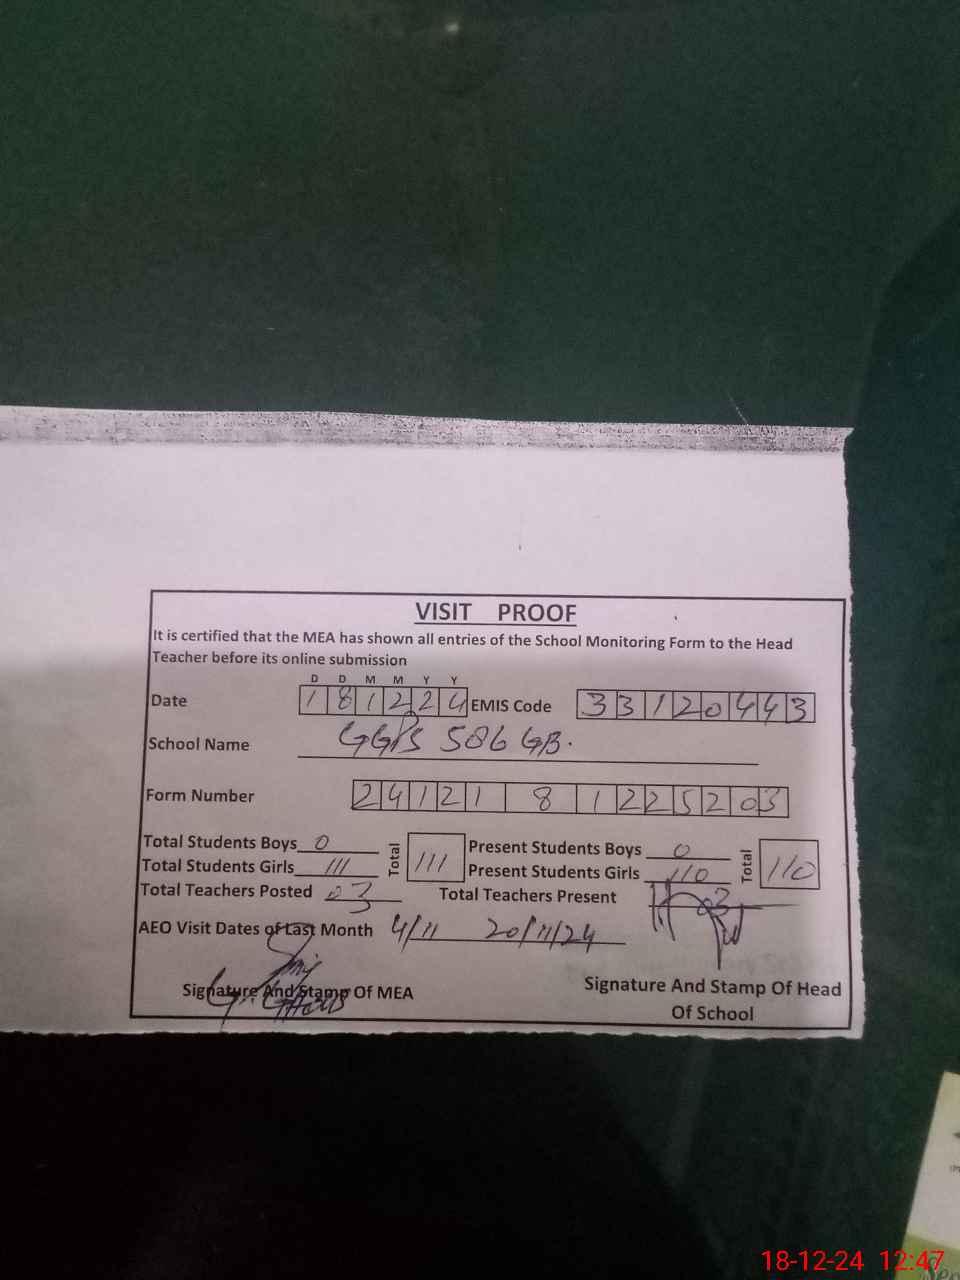 VISIT PROOF
It is certified that the MEA has shown all entries of the School Monitoring Form to the Head
Teacher before its online submission
D D M M Y Y
Date 181224 EMIS Code 33120443
School Name GGPS 586 GB.
Form Number 24121 8 1225203
Total Students Boys 0 Total 111 Present Students Boys 0 Total 110
Total Students Girls 111 Present Students Girls 110
Total Teachers Posted 03 Total Teachers Present 03
AEO Visit Dates of Last Month 4/11 20/11/24
Signature And Stamp Of MEA
Signature And Stamp Of Head
Of School
18-12-24 12:47